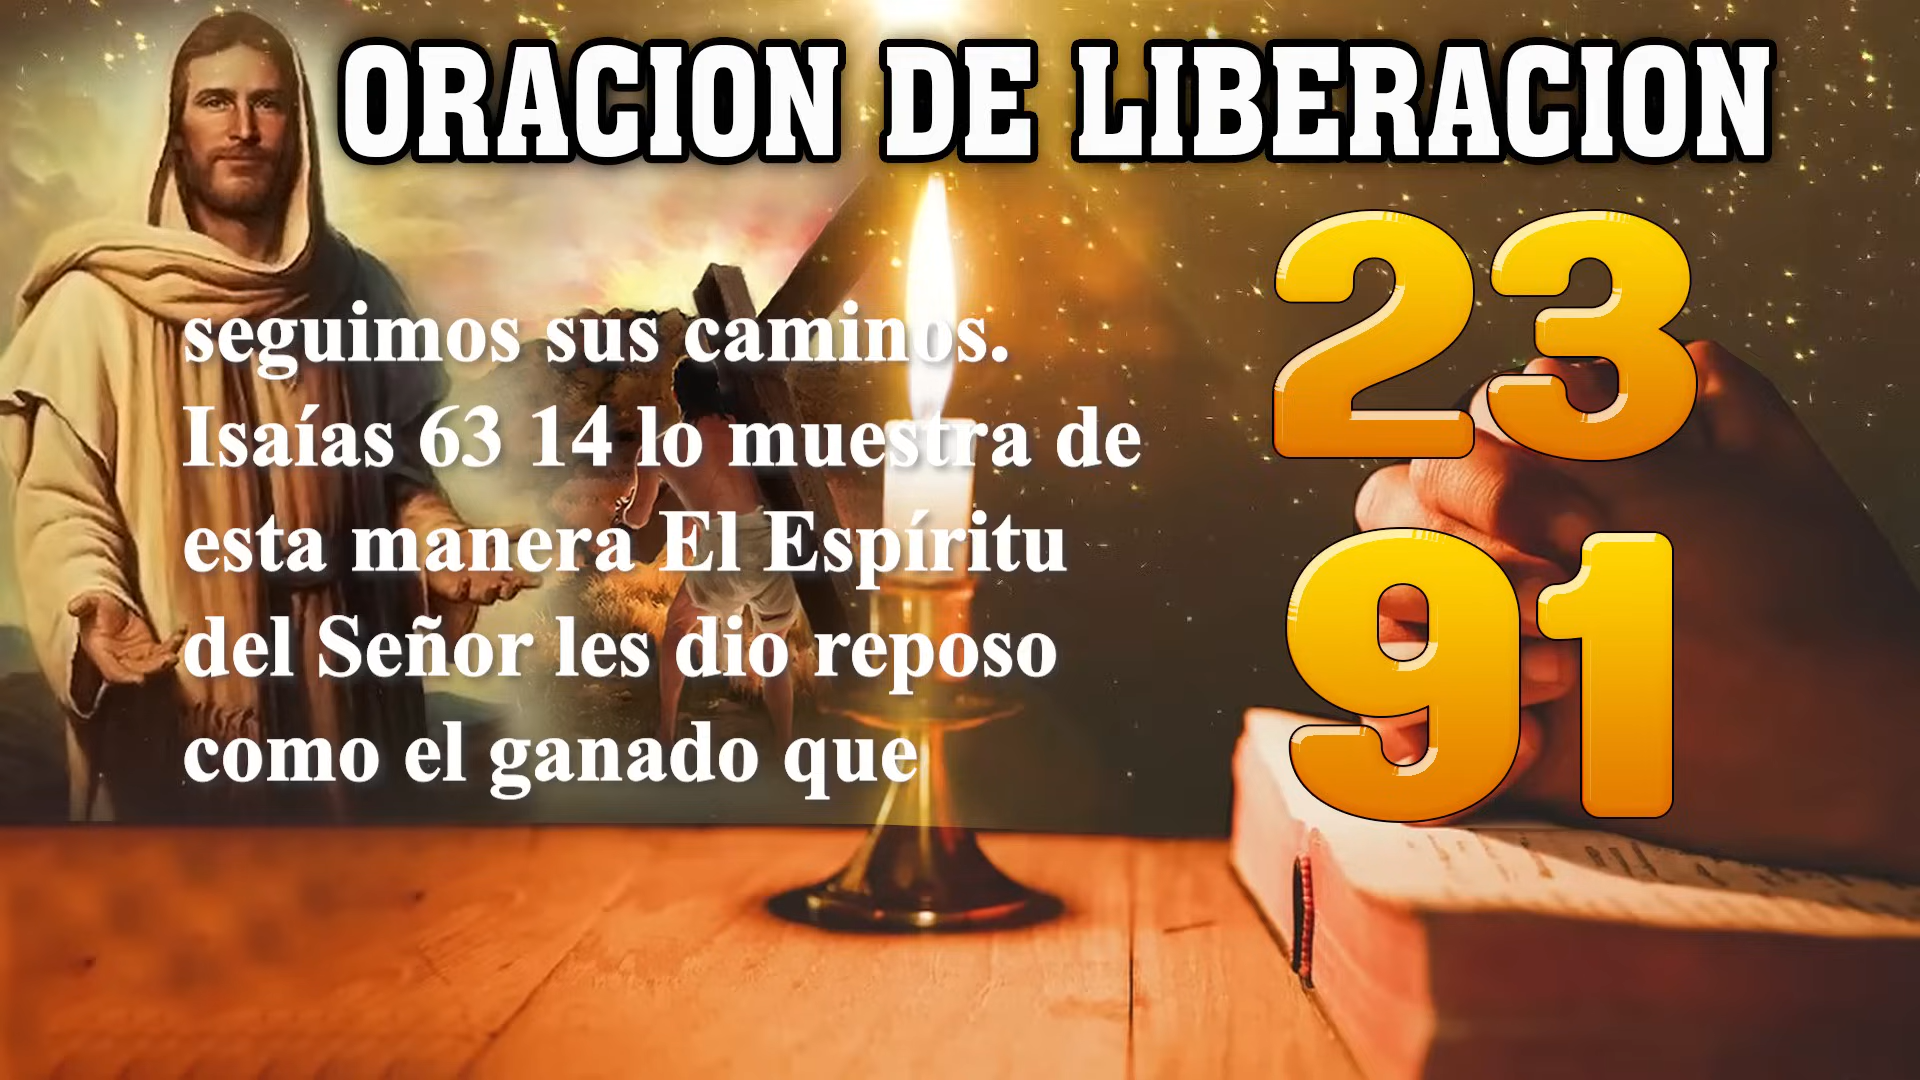 ORACION DE LIBERACION
23
91
seguimos sus caminos.
Isaías 63 14 lo muestra de
esta manera El Espíritu
del Señor les dio reposo
como el ganado que